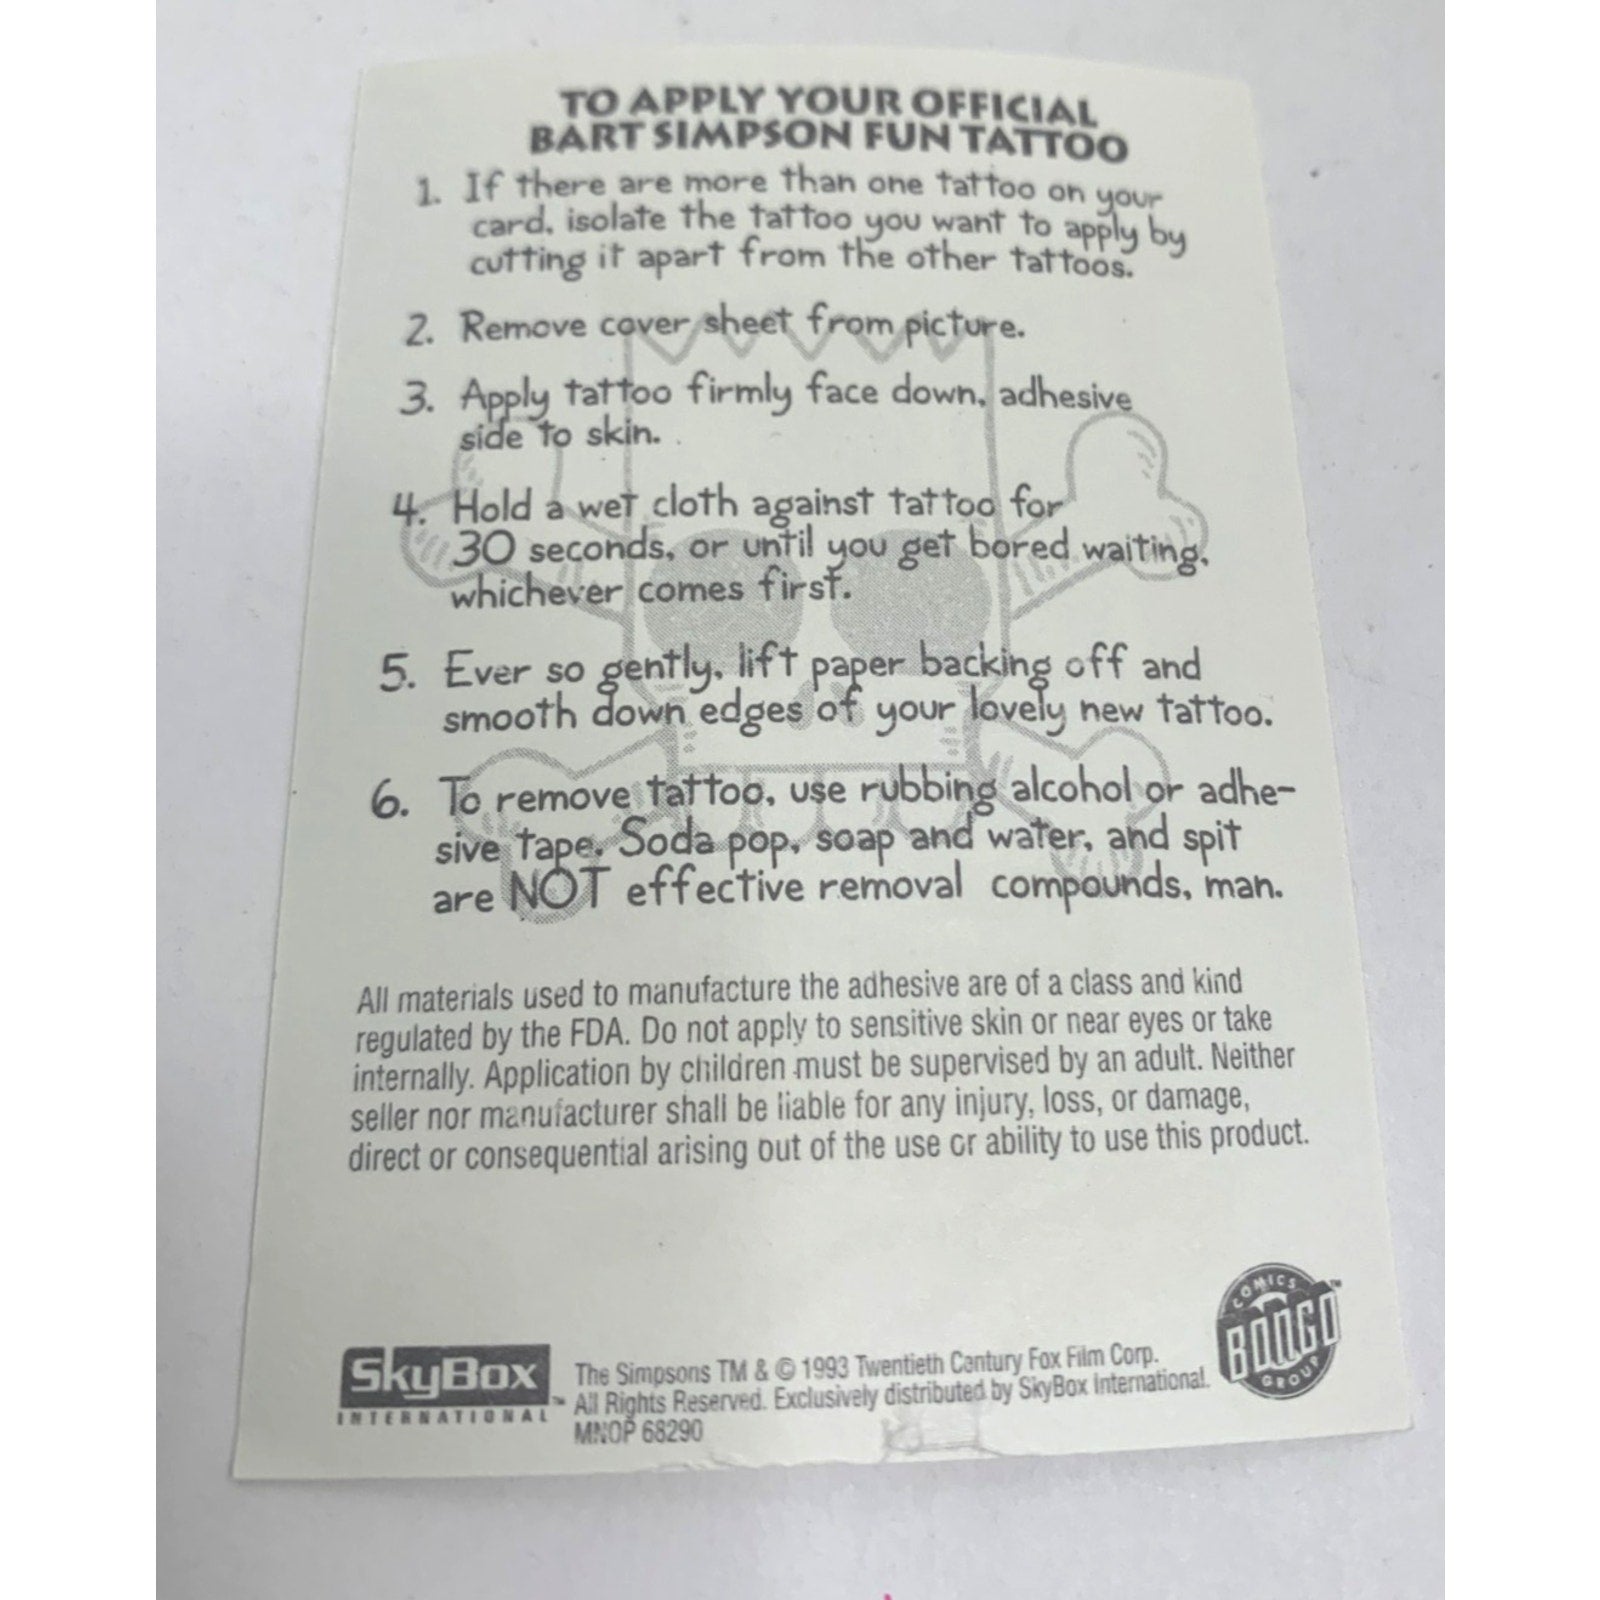 TO APPLY YOUR OFFICIAL
BART SIMPSON FUN TATTOO
1. If there are more than one tattoo on your
card, isolate the tattoo you want to apply by
cutting it apart from the other tattoos.
2. Remove cover sheet from picture.
3. Apply tattoo firmly face down, adhesive
side to skin.
4. Hold a wet cloth against tattoo for
30 seconds, or until you get bored waiting,
whichever comes first.
5. Ever so gently, lift paper backing off and
smooth down edges of your lovely new tattoo.
6. To remove tattoo, use rubbing alcohol or adhe-
sive tape. Soda pop, soap and water, and spit
are NOT effective removal compounds, man.
All materials used to manufacture the adhesive are of a class and kind
regulated by the FDA. Do not apply to sensitive skin or near eyes or take
internally. Application by children must be supervised by an adult. Neither
seller nor manufacturer shall be liable for any injury, loss, or damage,
direct or consequential arising out of the use or ability to use this product.
SkyBox
INTERNATIONAL™
The Simpsons TM & © 1993 Twentieth Century Fox Film Corp.
All Rights Reserved. Exclusively distributed by SkyBox International.
MNOP 68290
COMICS
BONGO™
GROUP